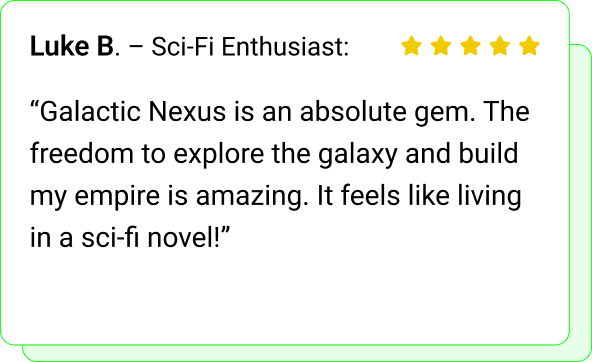 Luke B. – Sci-Fi Enthusiast:
“Galactic Nexus is an absolute gem. The
freedom to explore the galaxy and build
my empire is amazing. It feels like living
in a sci-fi novel!”